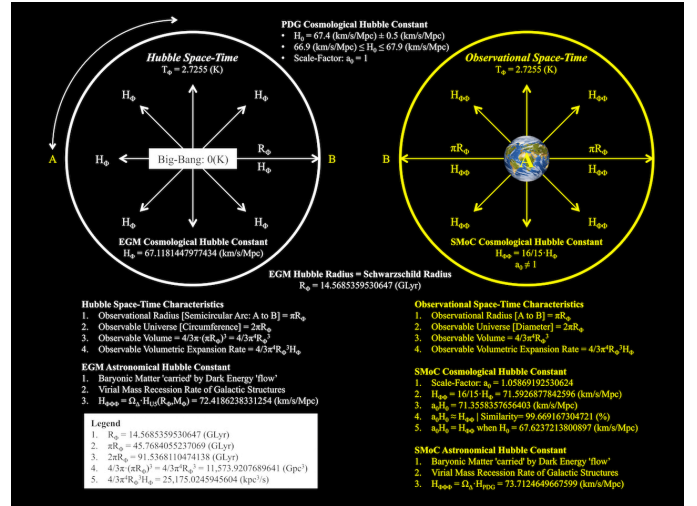 PDG Cosmological Hubble Constant
• H₀ = 67.4 (km/s/Mpc) ± 0.5 (km/s/Mpc)
• 66.9 (km/s/Mpc) ≤ H₀ ≤ 67.9 (km/s/Mpc)
• Scale-Factor: a₀ = 1
Hubble Space-Time
T_Φ = 2.7255 (K)
H_Φ
H_Φ
A
H_Φ
Big-Bang: 0(K)
R_Φ
H_Φ
B
H_Φ
H_Φ
EGM Cosmological Hubble Constant
H_Φ = 67.1181447977434 (km/s/Mpc)
Observational Space-Time
T_Φ = 2.7255 (K)
H_ΦΦ
H_ΦΦ
B
πR_Φ
H_ΦΦ
A
πR_Φ
H_ΦΦ
B
H_ΦΦ
H_ΦΦ
SMoC Cosmological Hubble Constant
H_ΦΦ = 16/15·H_Φ
a₀ ≠ 1
EGM Hubble Radius = Schwarzschild Radius
R_Φ = 14.5685359530647 (GLyr)
Hubble Space-Time Characteristics
1. Observational Radius [Semicircular Arc: A to B] = πR_Φ
2. Observable Universe [Circumference] = 2πR_Φ
3. Observable Volume = 4/3π·(πR_Φ)³ = 4/3π⁴R_Φ³
4. Observable Volumetric Expansion Rate = 4/3π⁴R_Φ³H_Φ
EGM Astronomical Hubble Constant
1. Baryonic Matter 'carried' by Dark Energy 'flow'
2. Virial Mass Recession Rate of Galactic Structures
3. H_ΦΦΦ = Ω_Δ·H_U5(R_Φ,M_Φ) = 72.4186238331254 (km/s/Mpc)
Legend
1. R_Φ = 14.5685359530647 (GLyr)
2. πR_Φ = 45.7684055237069 (GLyr)
3. 2πR_Φ = 91.5368110474138 (GLyr)
4. 4/3π·(πR_Φ)³ = 4/3π⁴R_Φ³ = 11,573.9207689641 (Gpc³)
5. 4/3π⁴R_Φ³H_Φ = 25,175.0245945604 (kpc³/s)
Observational Space-Time Characteristics
1. Observational Radius [A to B] = πR_Φ
2. Observable Universe [Diameter] = 2πR_Φ
3. Observable Volume = 4/3π⁴R_Φ³
4. Observable Volumetric Expansion Rate = 4/3π⁴R_Φ³H_Φ
SMoC Cosmological Hubble Constant
1. Scale-Factor: a₀ = 1.05869192530624
2. H_ΦΦ = 16/15·H_Φ = 71.5926877842596 (km/s/Mpc)
3. a₀H₀ = 71.3558357656403 (km/s/Mpc)
4. a₀H₀ ≈ H_ΦΦ | Similarity= 99.669167304721 (%)
5. a₀H₀ = H_ΦΦ when H₀ = 67.6237213800897 (km/s/Mpc)
SMoC Astronomical Hubble Constant
1. Baryonic Matter 'carried' by Dark Energy 'flow'
2. Virial Mass Recession Rate of Galactic Structures
3. H_ΦΦΦ = Ω_Δ·H_PDG = 73.7124649667599 (km/s/Mpc)